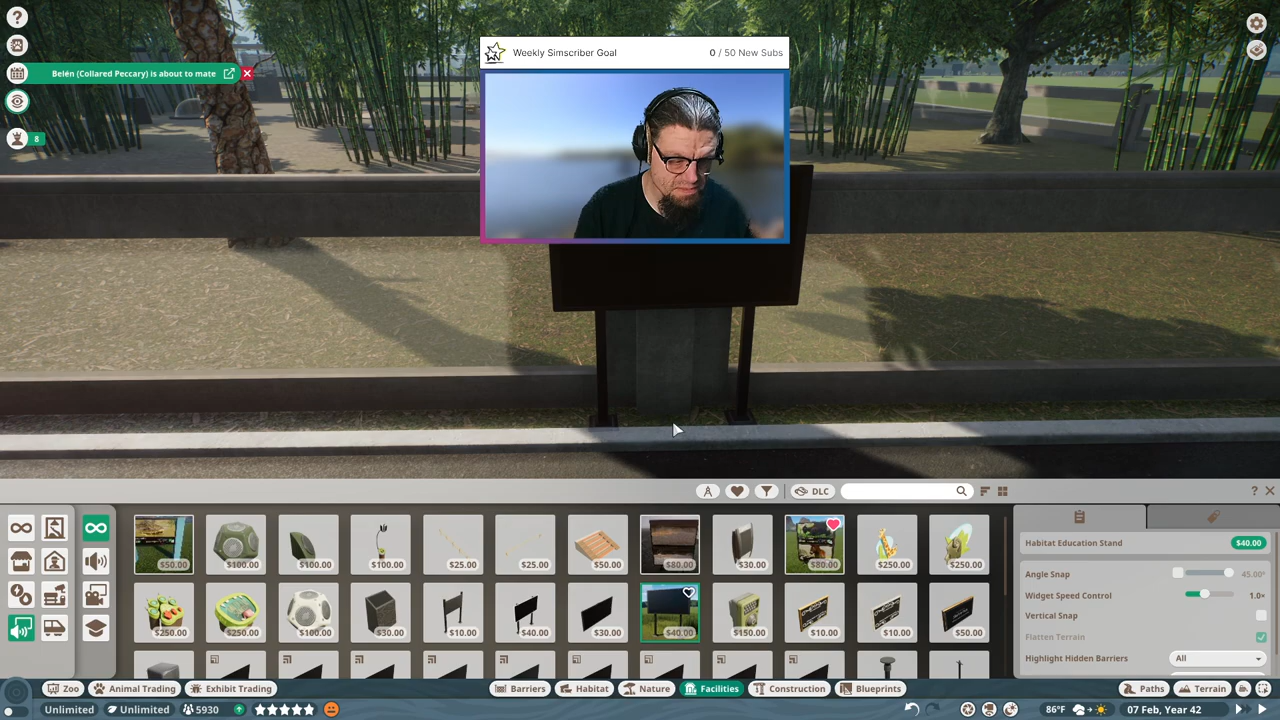 Weekly Simscriber Goal 0 / 50 New Subs
Belén (Collared Peccary) is about to mate
8
DLC
$50.00 $100.00 $100.00 $100.00 $25.00 $25.00 $50.00 $80.00 $30.00 $80.00 $250.00 $250.00
$250.00 $250.00 $100.00 $30.00 $10.00 $40.00 $30.00 $40.00 $150.00 $10.00 $10.00 $50.00
Habitat Education Stand $40.00
Angle Snap 45.00°
Widget Speed Control 1.0×
Vertical Snap
Flatten Terrain
Highlight Hidden Barriers All
Zoo Animal Trading Exhibit Trading Barriers Habitat Nature Facilities Construction Blueprints Paths Terrain
Unlimited Unlimited 5930 86°F 07 Feb, Year 42